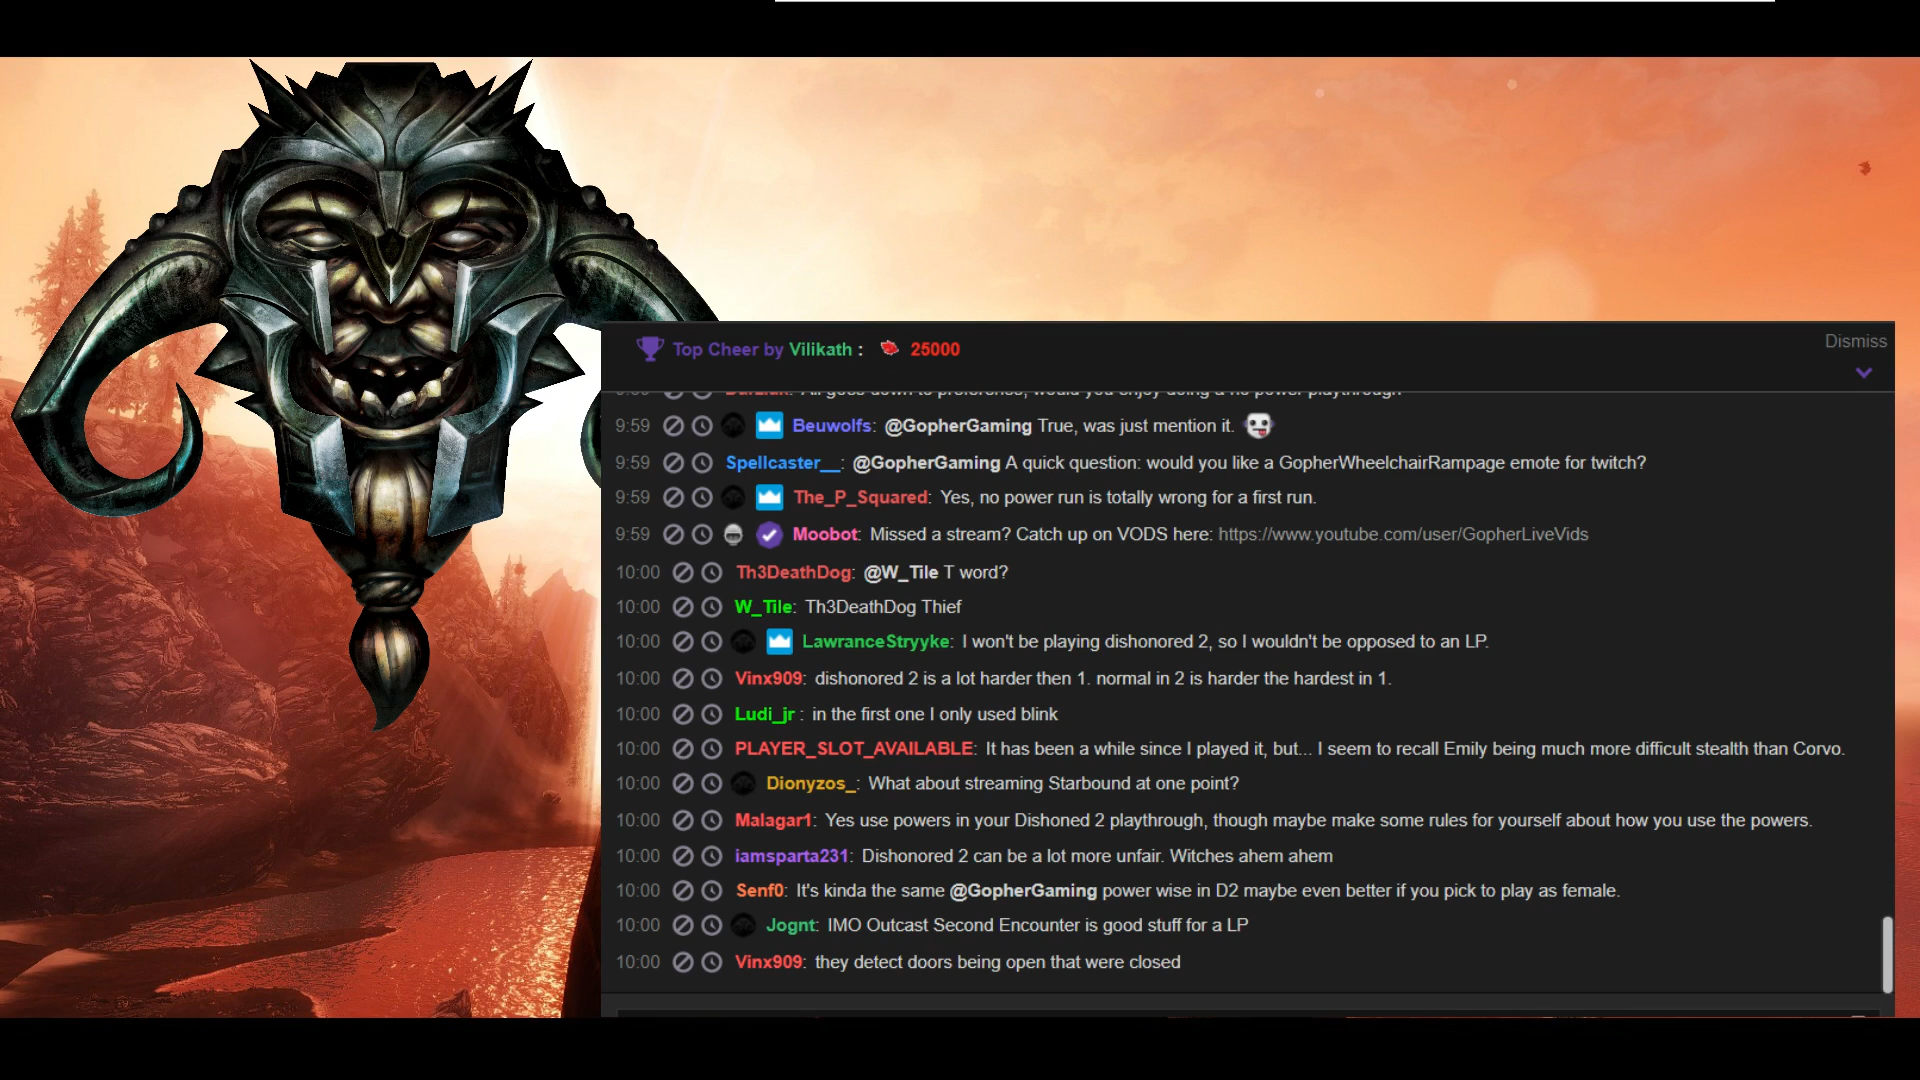 Top Cheer by Vilikath : 25000
Dismiss
9:59 Beuwolfs: @GopherGaming True, was just mention it.
9:59 Spellcaster__: @GopherGaming A quick question: would you like a GopherWheelchairRampage emote for twitch?
9:59 The_P_Squared: Yes, no power run is totally wrong for a first run.
9:59 Moobot: Missed a stream? Catch up on VODS here: https://www.youtube.com/user/GopherLiveVids
10:00 Th3DeathDog: @W_Tile T word?
10:00 W_Tile: Th3DeathDog Thief
10:00 LawranceStryyke: I won't be playing dishonored 2, so I wouldn't be opposed to an LP.
10:00 Vinx909: dishonored 2 is a lot harder then 1. normal in 2 is harder the hardest in 1.
10:00 Ludi_jr : in the first one I only used blink
10:00 PLAYER_SLOT_AVAILABLE: It has been a while since I played it, but... I seem to recall Emily being much more difficult stealth than Corvo.
10:00 Dionyzos_: What about streaming Starbound at one point?
10:00 Malagar1: Yes use powers in your Dishoned 2 playthrough, though maybe make some rules for yourself about how you use the powers.
10:00 iamsparta231: Dishonored 2 can be a lot more unfair. Witches ahem ahem
10:00 Senf0: It's kinda the same @GopherGaming power wise in D2 maybe even better if you pick to play as female.
10:00 Jognt: IMO Outcast Second Encounter is good stuff for a LP
10:00 Vinx909: they detect doors being open that were closed